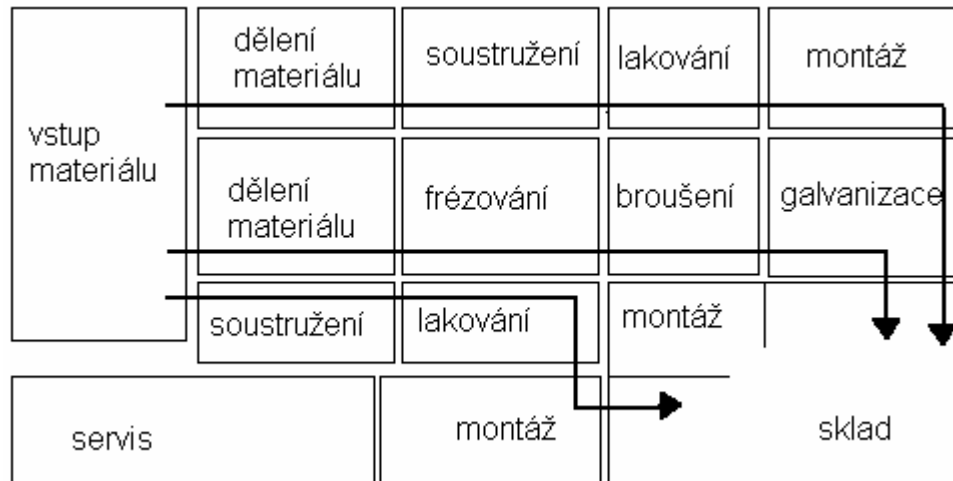 dělení
materiálu
soustružení
lakování
montáž
vstup
materiálu
dělení
materiálu
frézování
broušení
galvanizace
soustružení
lakování
montáž
servis
montáž
sklad